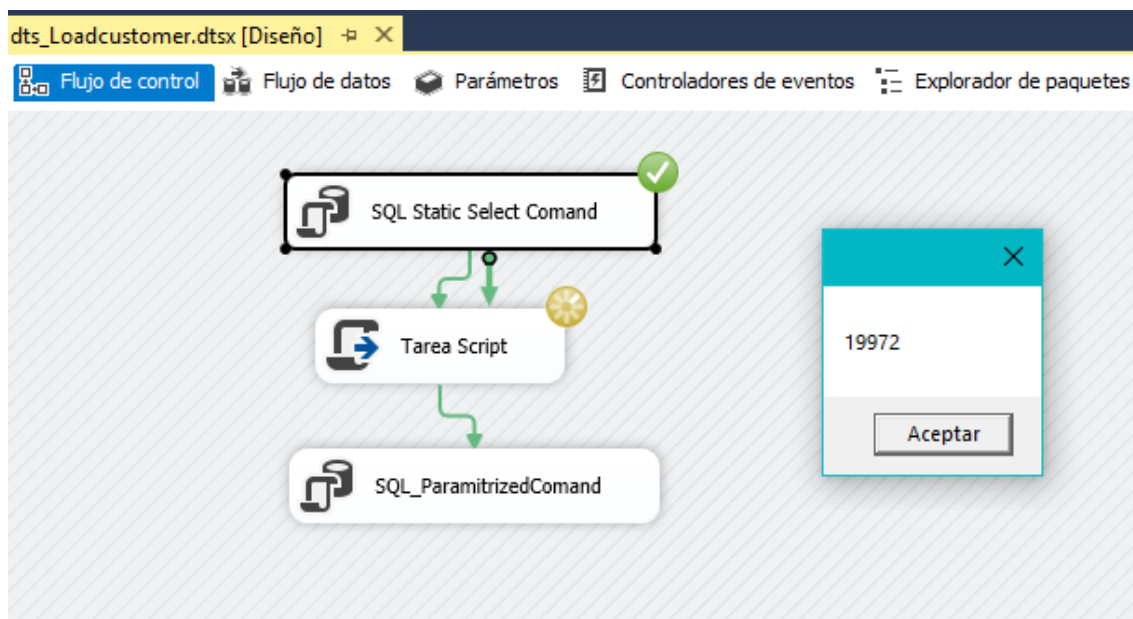 dts_Loadcustomer.dtsx [Diseño]
Flujo de control Flujo de datos Parámetros Controladores de eventos Explorador de paquetes
SQL Static Select Comand
Tarea Script
SQL_ParamitrizedComand
19972
Aceptar